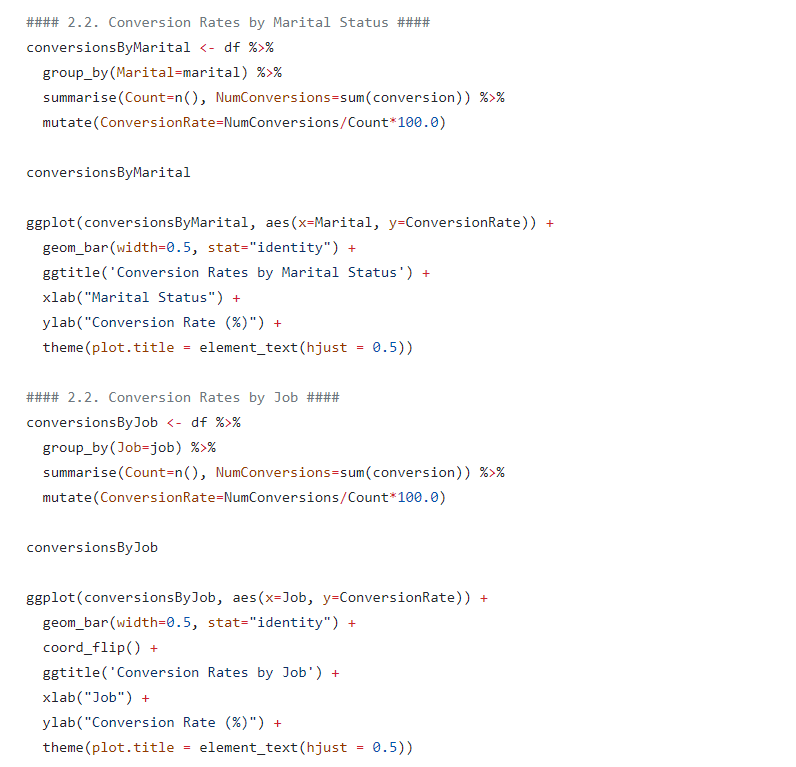 #### 2.2. Conversion Rates by Marital Status ####
conversionsByMarital <- df %>%
  group_by(Marital=marital) %>%
  summarise(Count=n(), NumConversions=sum(conversion)) %>%
  mutate(ConversionRate=NumConversions/Count*100.0)

conversionsByMarital

ggplot(conversionsByMarital, aes(x=Marital, y=ConversionRate)) +
  geom_bar(width=0.5, stat="identity") +
  ggtitle('Conversion Rates by Marital Status') +
  xlab("Marital Status") +
  ylab("Conversion Rate (%)") +
  theme(plot.title = element_text(hjust = 0.5))

#### 2.2. Conversion Rates by Job ####
conversionsByJob <- df %>%
  group_by(Job=job) %>%
  summarise(Count=n(), NumConversions=sum(conversion)) %>%
  mutate(ConversionRate=NumConversions/Count*100.0)

conversionsByJob

ggplot(conversionsByJob, aes(x=Job, y=ConversionRate)) +
  geom_bar(width=0.5, stat="identity") +
  coord_flip() +
  ggtitle('Conversion Rates by Job') +
  xlab("Job") +
  ylab("Conversion Rate (%)") +
  theme(plot.title = element_text(hjust = 0.5))